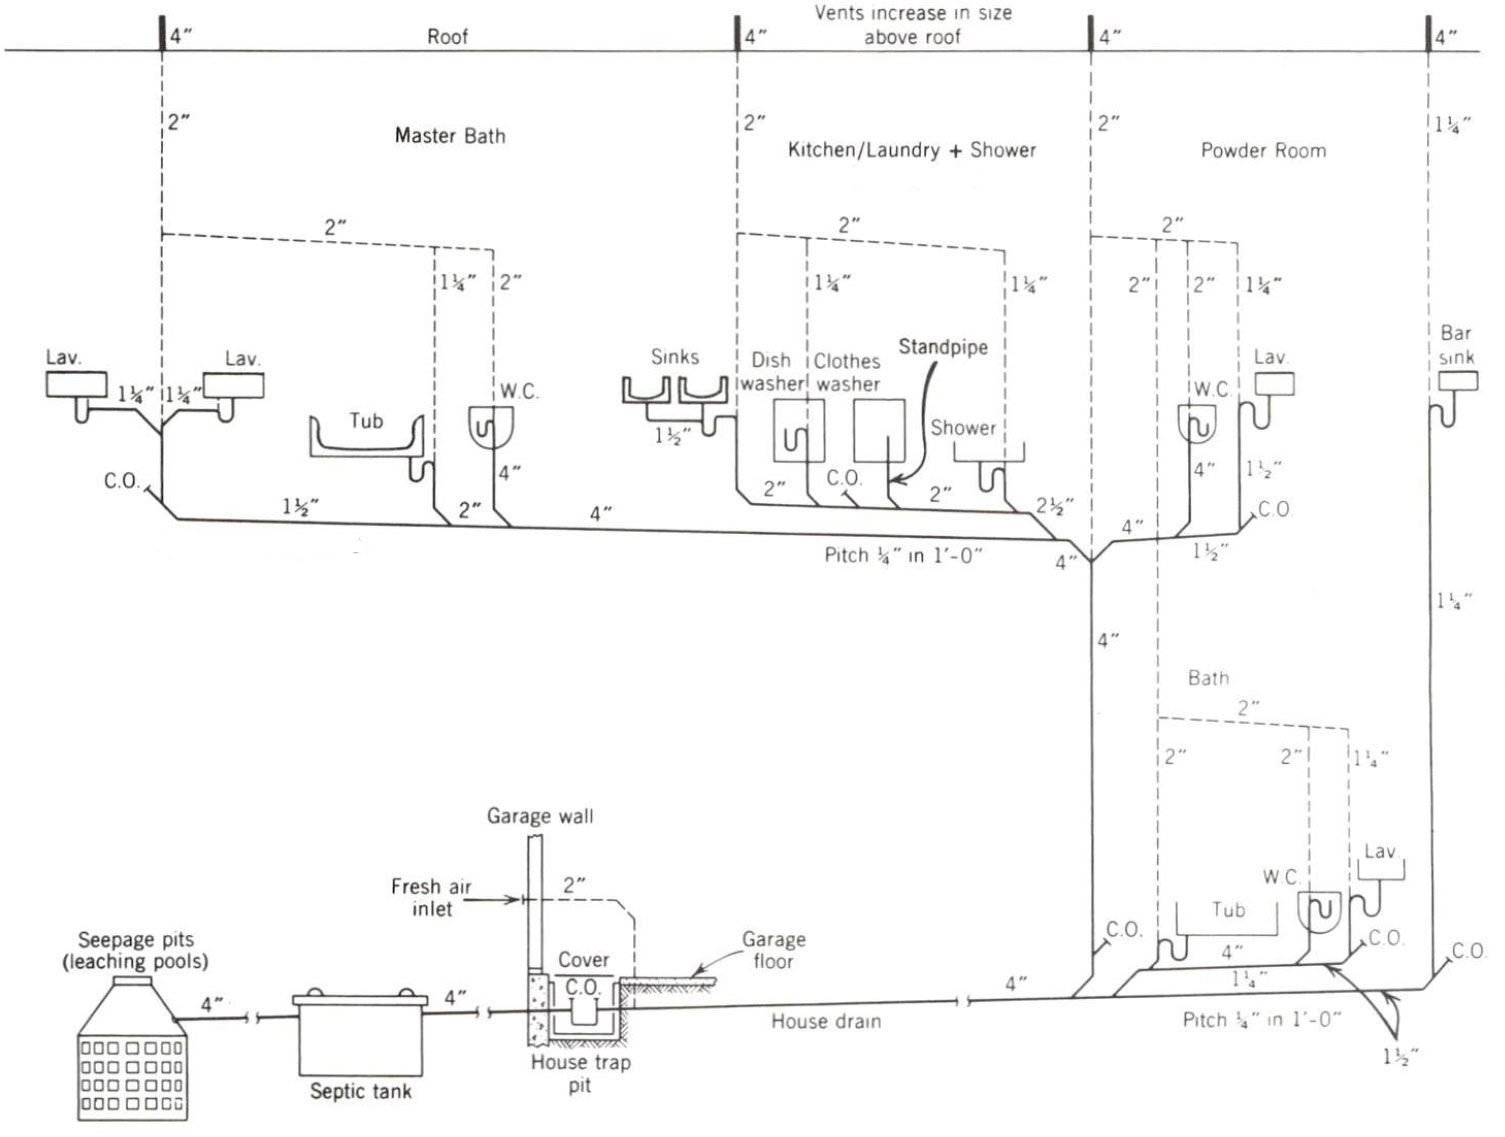 Vents increase in size
above roof
4″
Roof
4″
4″
4″
2″
2″
2″
1¼″
Master Bath
Kitchen/Laundry + Shower
Powder Room
2″
2″
2″
1¼″
2″
1¼″
1¼″
2″
2″
1¼″
Lav.
Lav.
1¼″
1¼″
Tub
W.C.
Sinks
Dish
washer
Clothes
washer
Standpipe
Shower
W.C.
Lav.
Bar
sink
1½″
C.O.
4″
2″
C.O.
2″
2½″
4″
1½″
C.O.
1½″
2″
4″
4″
1½″
Pitch ¼″ in 1′-0″
4″
4″
1¼″
Bath
2″
2″
2″
1¼″
Garage wall
Fresh air
inlet
2″
Lav.
W.C.
Tub
Seepage pits
(leaching pools)
Cover
C.O.
Garage
floor
C.O.
4″
C.O.
C.O.
1¼″
4″
4″
4″
House drain
Pitch ¼″ in 1′-0″
1½″
Septic tank
House trap
pit